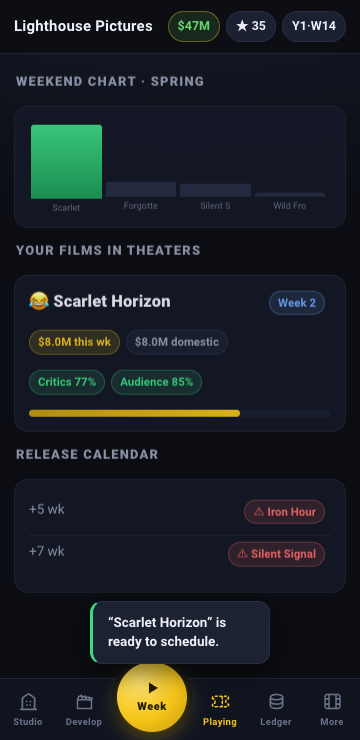 Lighthouse Pictures
$47M
★ 35
Y1·W14
WEEKEND CHART · SPRING
Scarlet
Forgotte
Silent S
Wild Fro
YOUR FILMS IN THEATERS
😂 Scarlet Horizon
Week 2
$8.0M this wk
$8.0M domestic
Critics 77%
Audience 85%
RELEASE CALENDAR
+5 wk
⚠ Iron Hour
+7 wk
⚠ Silent Signal
“Scarlet Horizon” is
ready to schedule.
Studio
Develop
Week
Playing
Ledger
More